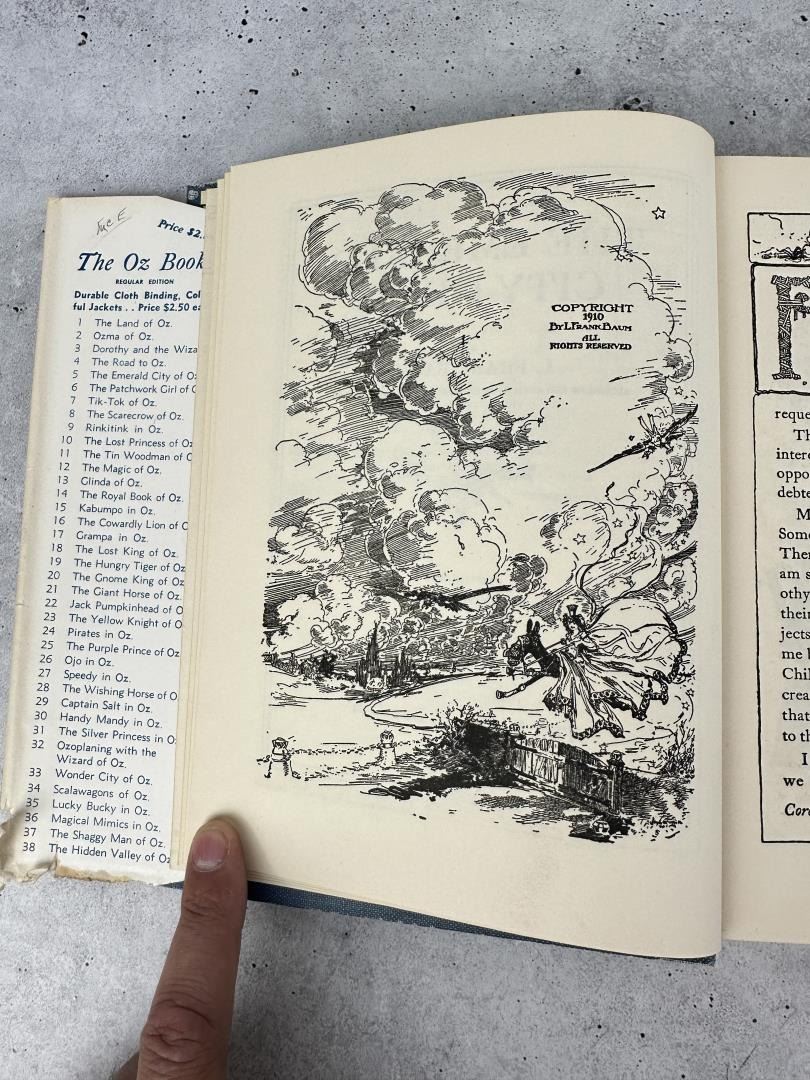 Price $2.
The Oz Book
REGULAR EDITION
Durable Cloth Binding, Col
ful Jackets . . Price $2.50 ea
1 The Land of Oz.
2 Ozma of Oz.
3 Dorothy and the Wiza
4 The Road to Oz.
5 The Emerald City of Oz
6 The Patchwork Girl of
7 Tik-Tok of Oz.
8 The Scarecrow of Oz.
9 Rinkitink in Oz.
10 The Lost Princess of Oz
11 The Tin Woodman of
12 The Magic of Oz.
13 Glinda of Oz.
14 The Royal Book of Oz.
15 Kabumpo in Oz.
16 The Cowardly Lion of
17 Grampa in Oz.
18 The Lost King of Oz.
19 The Hungry Tiger of Oz
20 The Gnome King of Oz
21 The Giant Horse of Oz.
22 Jack Pumpkinhead of O
23 The Yellow Knight of O
24 Pirates in Oz.
25 The Purple Prince of Oz
26 Ojo in Oz.
27 Speedy in Oz.
28 The Wishing Horse of O
29 Captain Salt in Oz.
30 Handy Mandy in Oz.
31 The Silver Princess in O
32 Ozoplaning with the
Wizard of Oz.
33 Wonder City of Oz.
34 Scalawagons of Oz.
35 Lucky Bucky in Oz.
36 Magical Mimics in Oz.
37 The Shaggy Man of Oz.
38 The Hidden Valley of Oz
COPYRIGHT
1910
BY L. FRANK BAUM
ALL
RIGHTS RESERVED
F
reque
Th
inter
oppo
debte
M
Som
Ther
am s
othy
their
jects
me b
Chil
crea
that
to th
I
we
Coro